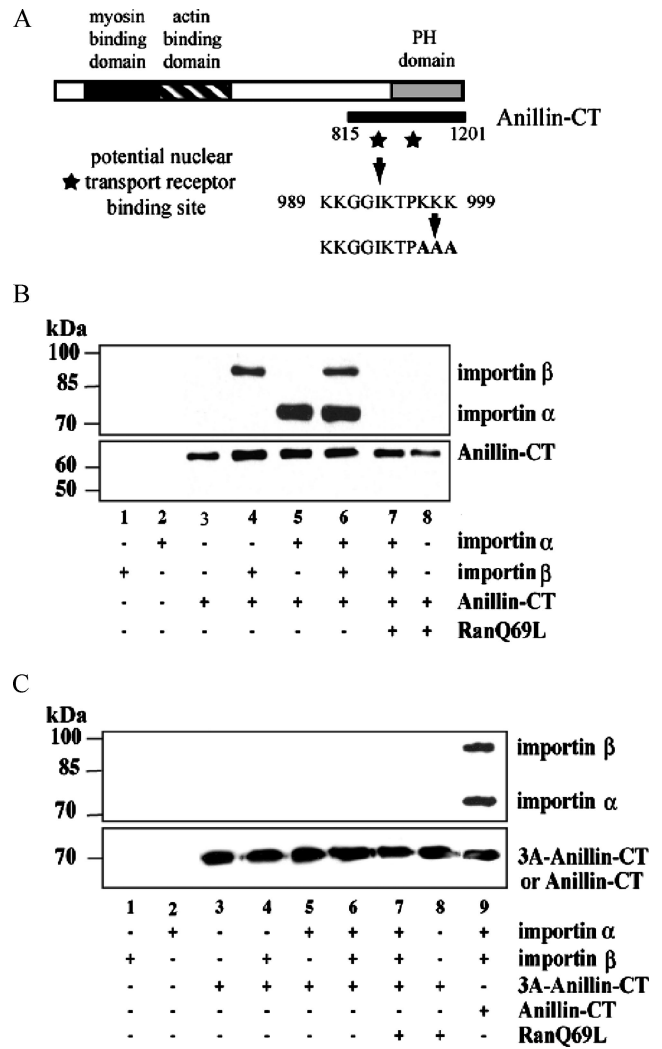 A
myosin binding domain
actin binding domain
PH domain
Anillin-CT
815 1201
★ potential nuclear transport receptor binding site
989 KKGGIKTPKKK 999
KKGGIKTPAAA
B
kDa
100
85
70
importin β
importin α
60
50
Anillin-CT
1 2 3 4 5 6 7 8
- + - - + + + - importin α
+ - - + - + + - importin β
- - + + + + + + Anillin-CT
- - - - - - + + RanQ69L
C
kDa
100
85
70
importin β
importin α
70
3A-Anillin-CT
or Anillin-CT
1 2 3 4 5 6 7 8 9
- + - - + + + - + importin α
+ - - + - + + - + importin β
- - + + + + + + - 3A-Anillin-CT
- - - - - - - - + Anillin-CT
- - - - - - + + - RanQ69L